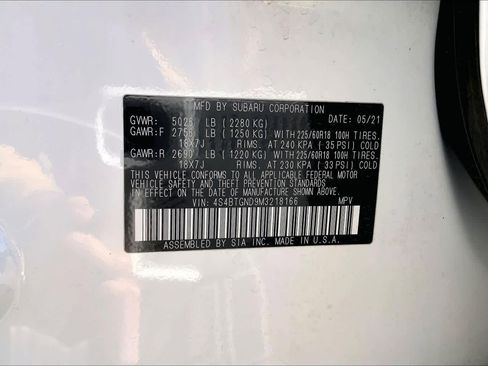 MFD BY SUBARU CORPORATION
GVWR: 5026 LB ( 2280 KG) DATE: 05/21
GAWR:F 2756 LB ( 1250 KG) WITH 225/60R18 100H TIRES.
18X7J RIMS. AT 240 KPA ( 35 PSI) COLD
GAWR:R 2690 LB ( 1220 KG) WITH 225/60R18 100H TIRES.
18X7J RIMS. AT 230 KPA ( 33 PSI) COLD
THIS VEHICLE CONFORMS TO ALL APPLICABLE FEDERAL MOTOR
VEHICLE SAFETY BUMPER AND THEFT PREVENTION STANDARDS
IN EFFECT ON THE DATE OF MANUFACTURE SHOWN ABOVE.
VIN: 4S4BTGND9M3218166 MPV
ASSEMBLED BY SIA INC. MADE IN U.S.A.